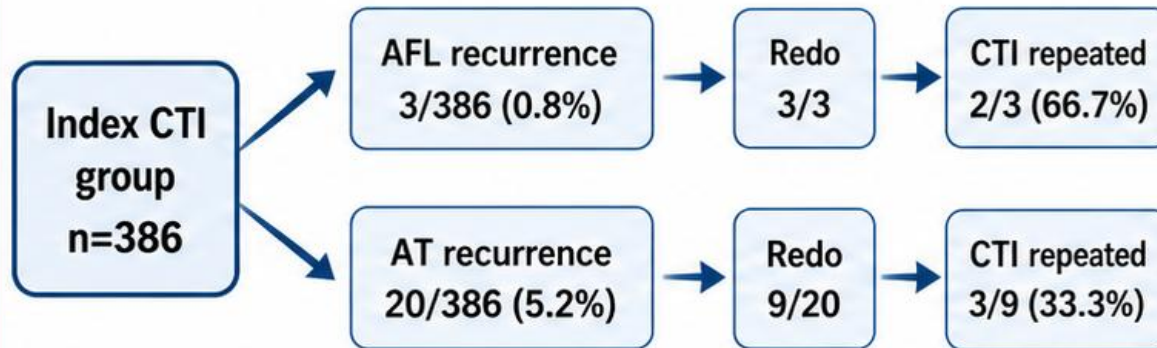 Index CTI
group
n=386
AFL recurrence
3/386 (0.8%)
Redo
3/3
CTI repeated
2/3 (66.7%)
AT recurrence
20/386 (5.2%)
Redo
9/20
CTI repeated
3/9 (33.3%)